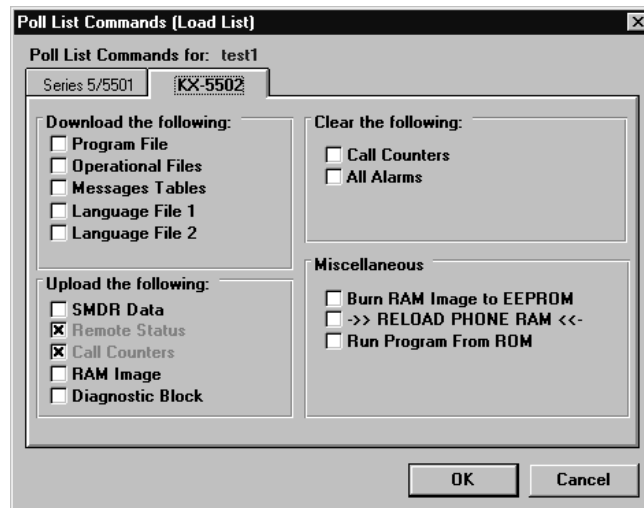 Poll List Commands (Load List)
Poll List Commands for: test1
Series 5/5501
KX-5502
Download the following:
Program File
Operational Files
Messages Tables
Language File 1
Language File 2
Upload the following:
SMDR Data
Remote Status
Call Counters
RAM Image
Diagnostic Block
Clear the following:
Call Counters
All Alarms
Miscellaneous
Burn RAM Image to EEPROM
->> RELOAD PHONE RAM <<-
Run Program From ROM
OK
Cancel